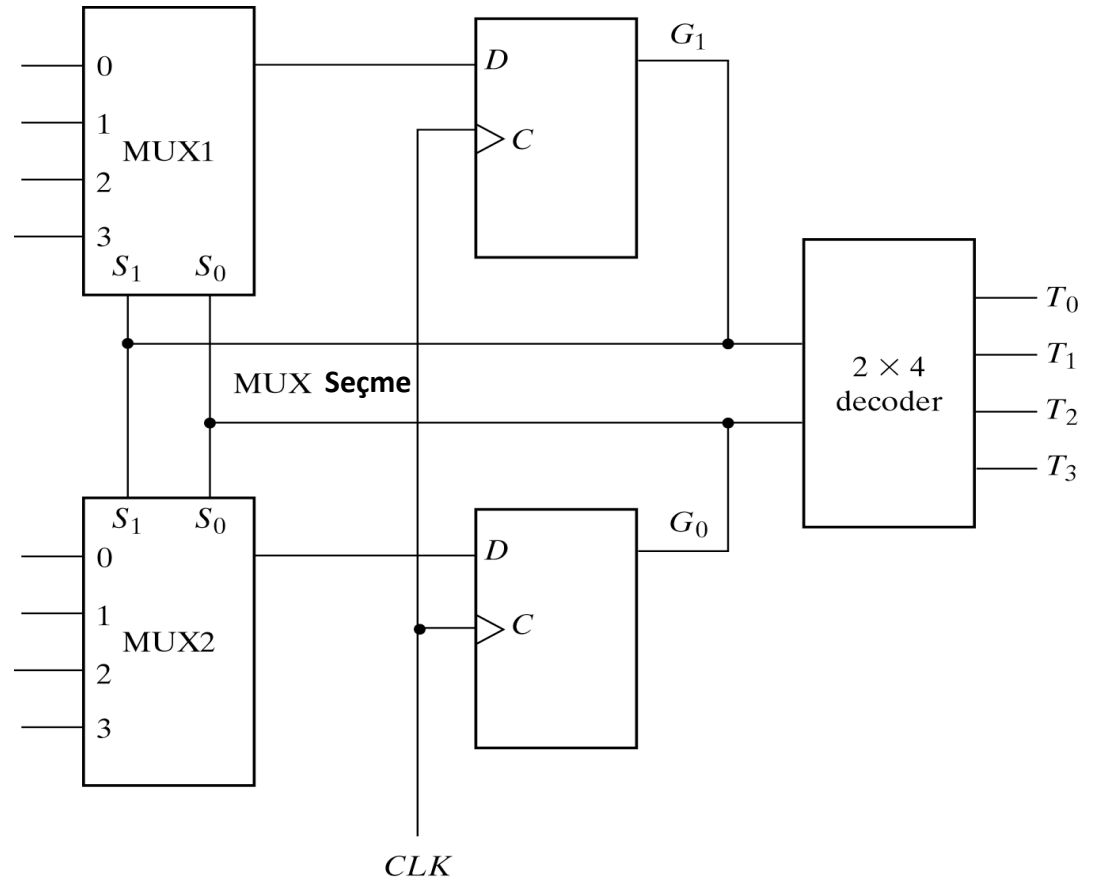 0
D
G1
1
C
MUX1
2
3
S1 S0
T0
MUX Seçme
2 × 4
decoder
T1
T2
T3
S1 S0
G0
0
D
1
C
MUX2
2
3
CLK